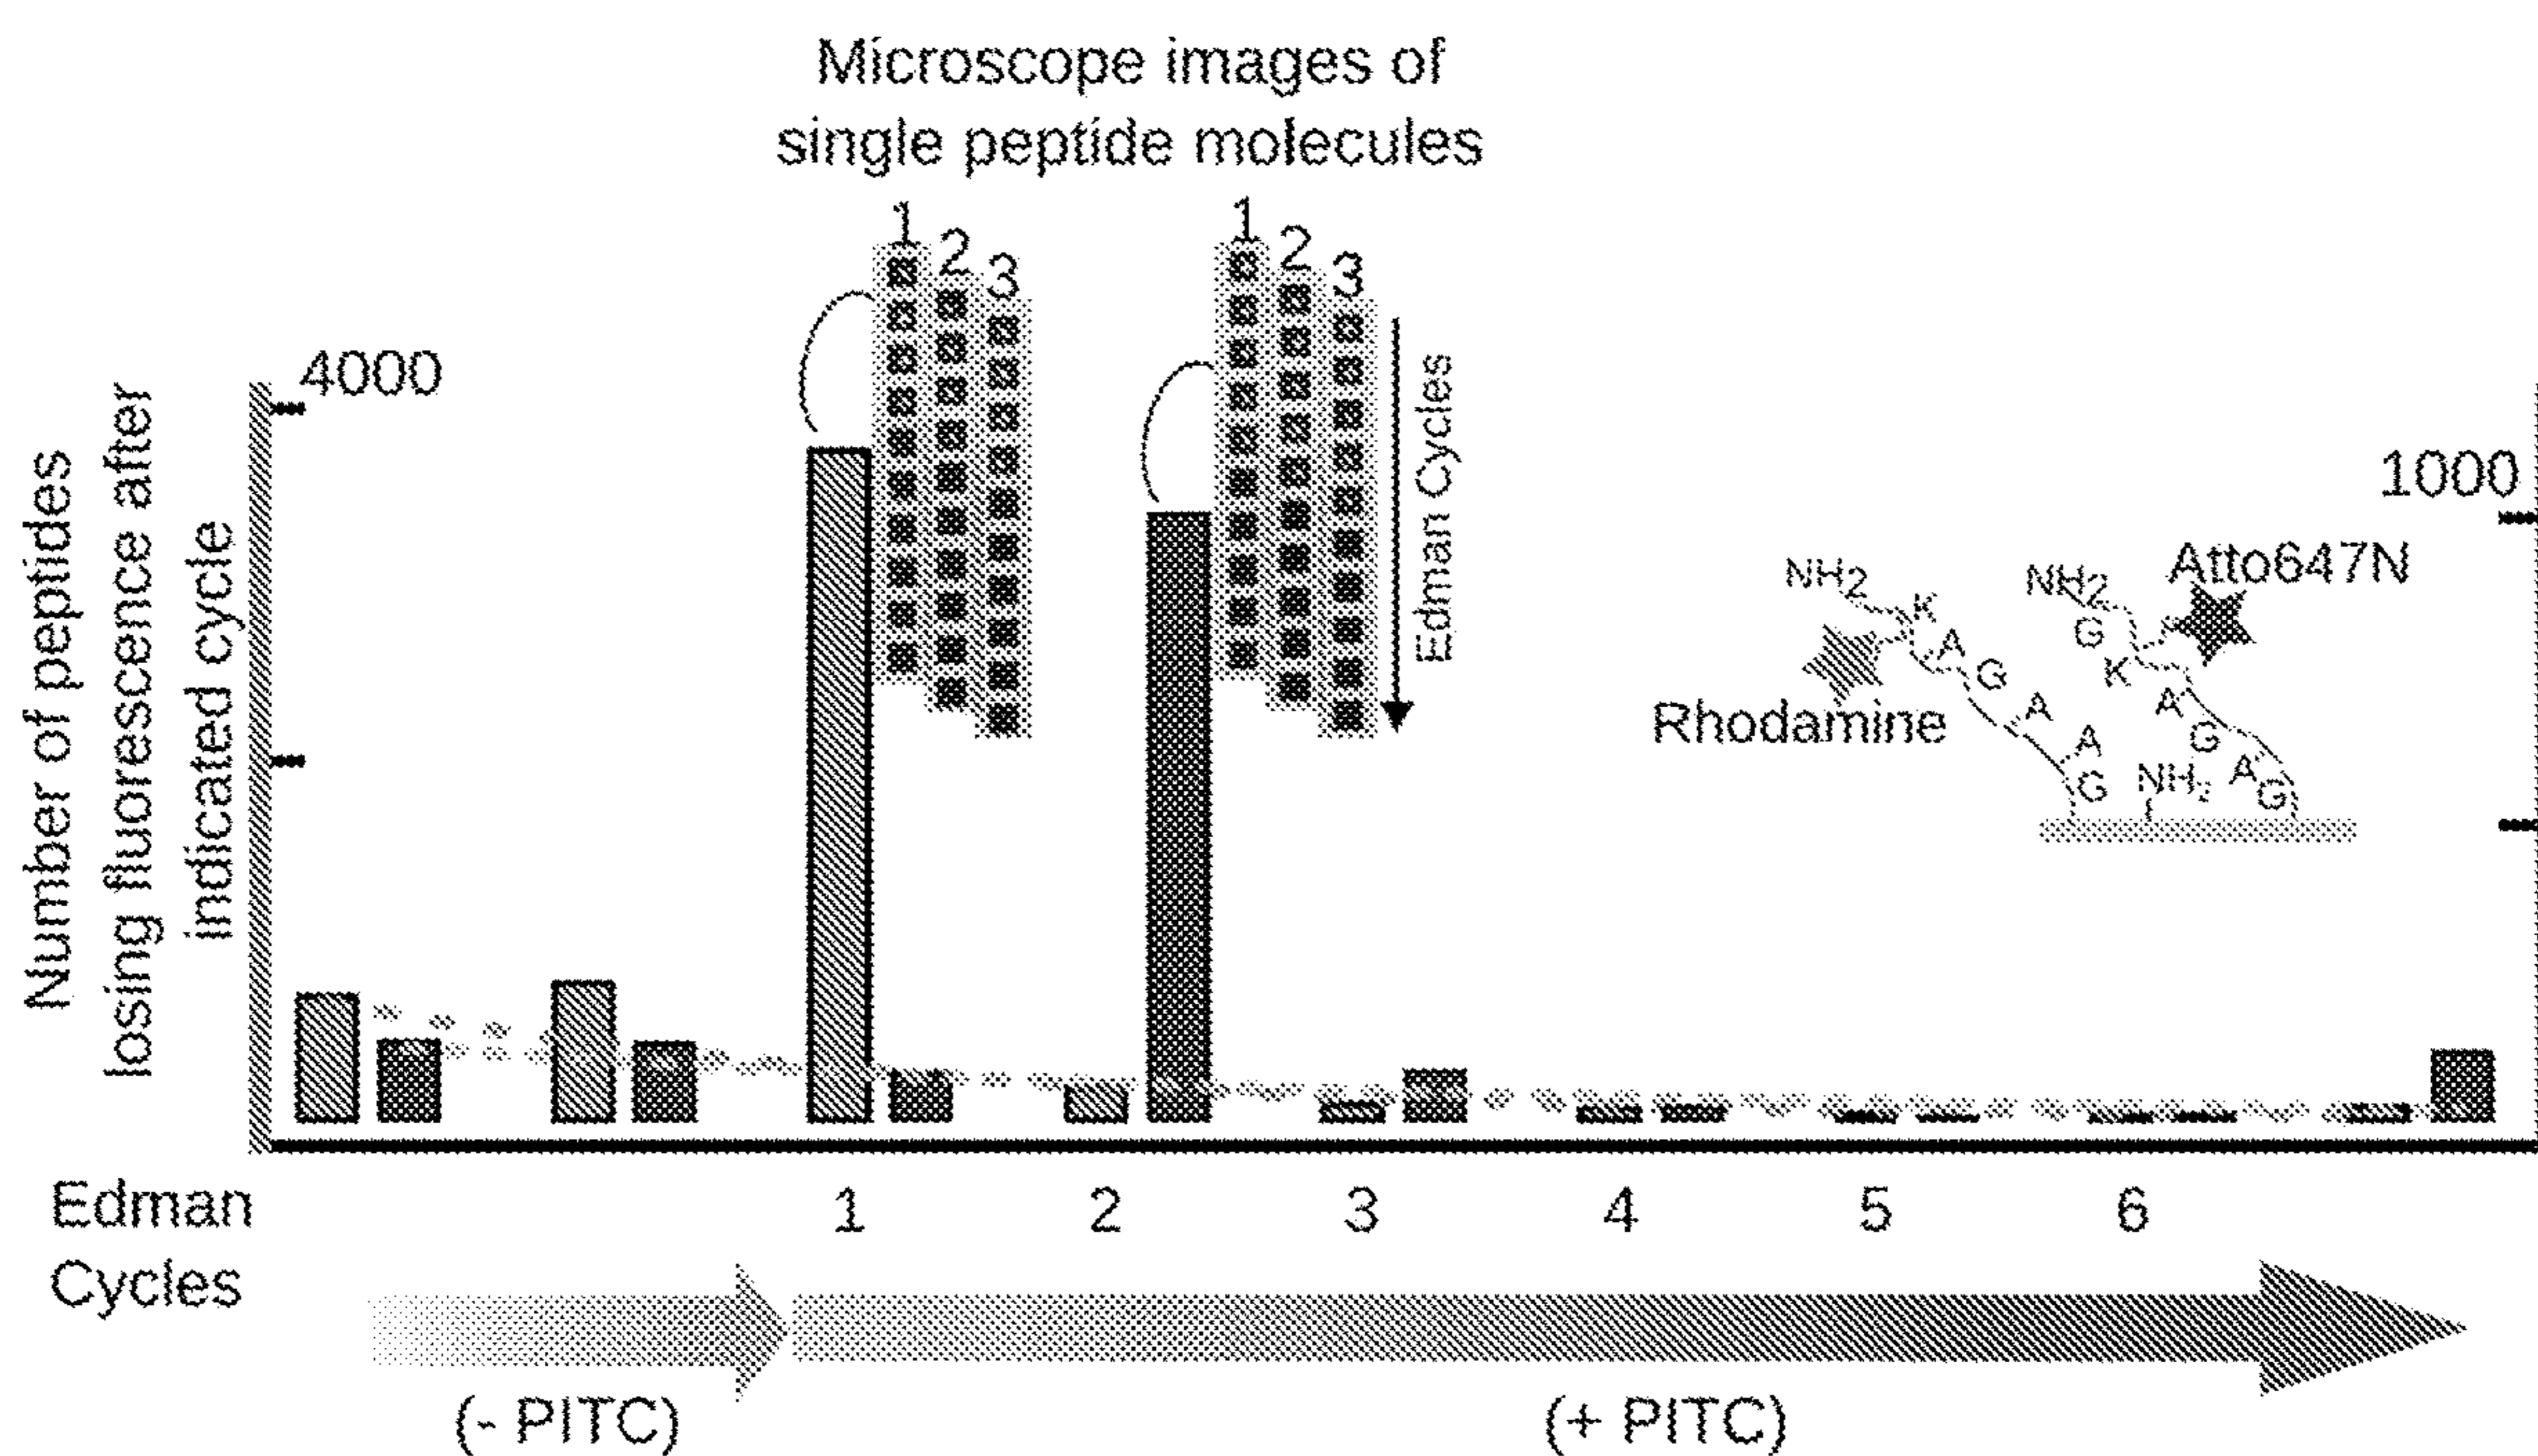 Microscope images of
single peptide molecules
1 2 3
1 2 3
Edman Cycles
Number of peptides
losing fluorescence after
indicated cycle
4000
1000
NH2
K
A
G
A
A
G
Rhodamine
NH2
G
K
A
G
A
G
Atto647N
NH2
Edman
Cycles
1 2 3 4 5 6
(- PITC)
(+ PITC)